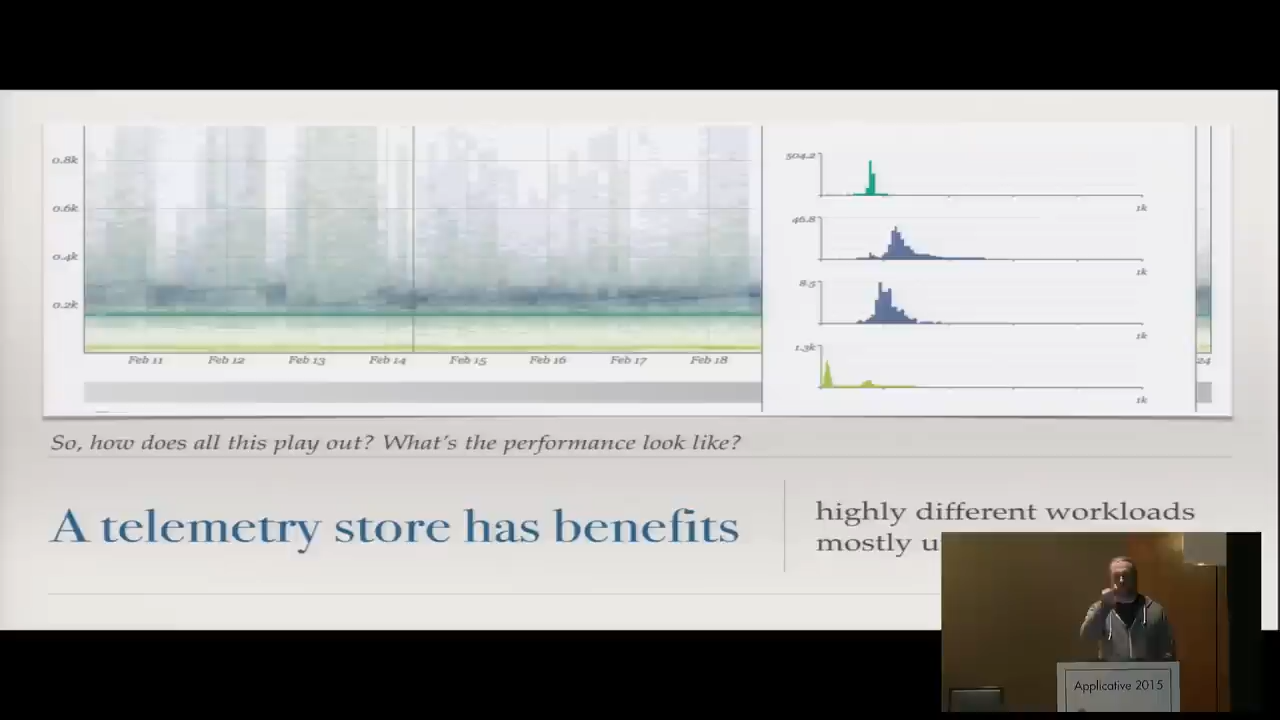 0.8k
0.6k
0.4k
0.2k
Feb 11 Feb 12 Feb 13 Feb 14 Feb 15 Feb 16 Feb 17 Feb 18
504.2
1k
46.8
1k
8.5
1k
1.3k
1k
24
So, how does all this play out? What's the performance look like?
A telemetry store has benefits
highly different workloads
mostly
Applicative 2015